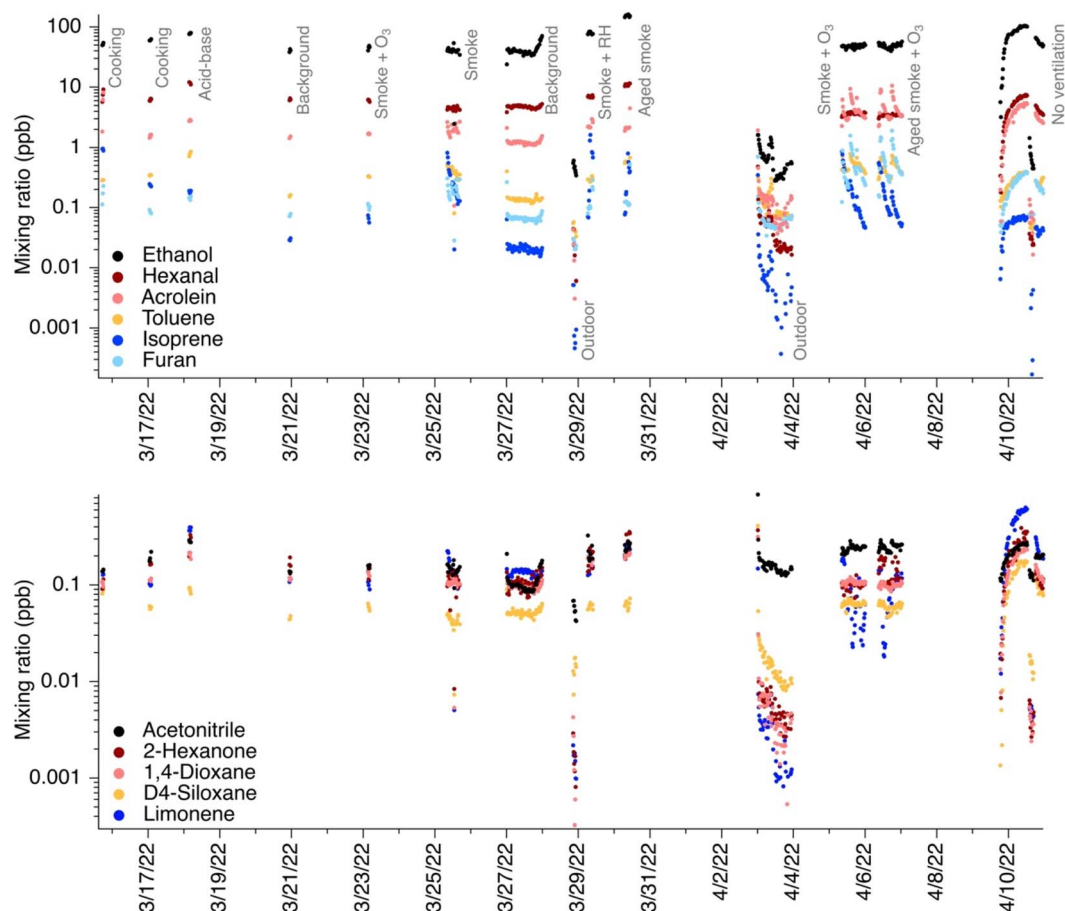 100
10
1
0.1
0.01
0.001
Mixing ratio (ppb)
Cooking
Cooking
Acid-base
Background
Smoke + O3
Smoke
Background
Smoke + RH
Aged smoke
Smoke + O3
Aged smoke + O3
No ventilation
Outdoor
Outdoor
Ethanol
Hexanal
Acrolein
Toluene
Isoprene
Furan
3/17/22
3/19/22
3/21/22
3/23/22
3/25/22
3/27/22
3/29/22
3/31/22
4/2/22
4/4/22
4/6/22
4/8/22
4/10/22
0.1
0.01
0.001
Mixing ratio (ppb)
Acetonitrile
2-Hexanone
1,4-Dioxane
D4-Siloxane
Limonene
3/17/22
3/19/22
3/21/22
3/23/22
3/25/22
3/27/22
3/29/22
3/31/22
4/2/22
4/4/22
4/6/22
4/8/22
4/10/22